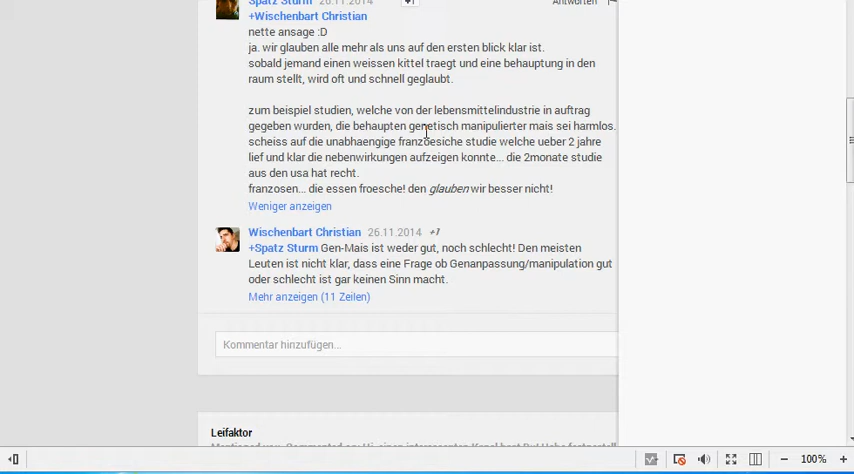 Spatz Sturm 26.11.2014 +1 Antworten
+Wischenbart Christian
nette ansage :D
ja. wir glauben alle mehr als uns auf den ersten blick klar ist.
sobald jemand einen weissen kittel traegt und eine behauptung in den
raum stellt, wird oft und schnell geglaubt.
zum beispiel studien, welche von der lebensmittelindustrie in auftrag
gegeben wurden, die behaupten genetisch manipulierter mais sei harmlos.
scheiss auf die unabhaengige franzoesiche studie welche ueber 2 jahre
lief und klar die nebenwirkungen aufzeigen konnte... die 2monate studie
aus den usa hat recht.
franzosen... die essen froesche! den glauben wir besser nicht!
Weniger anzeigen
Wischenbart Christian 26.11.2014 +1
+Spatz Sturm Gen-Mais ist weder gut, noch schlecht! Den meisten
Leuten ist nicht klar, dass eine Frage ob Genanpassung/manipulation gut
oder schlecht ist gar keinen Sinn macht.
Mehr anzeigen (11 Zeilen)
Kommentar hinzufügen...
Leifaktor
100%